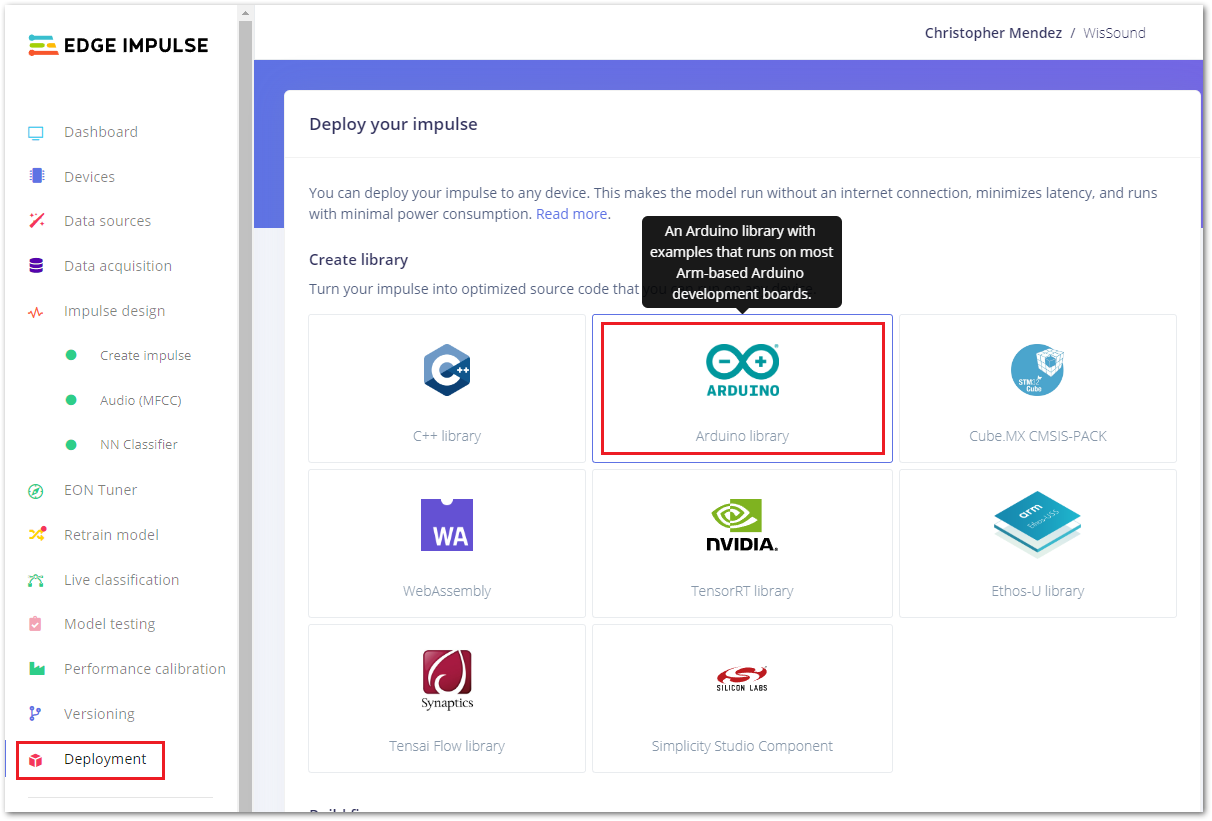 EDGE IMPULSE
Christopher Mendez / WisSound
Dashboard
Devices
Data sources
Data acquisition
Impulse design
Create impulse
Audio (MFCC)
NN Classifier
EON Tuner
Retrain model
Live classification
Model testing
Performance calibration
Versioning
Deployment
Deploy your impulse
You can deploy your impulse to any device. This makes the model run without an internet connection, minimizes latency, and runs
with minimal power consumption. Read more.
An Arduino library with
examples that runs on most
Arm-based Arduino
development boards.
Create library
Turn your impulse into optimized source code that
C++
C++ library
ARDUINO
Arduino library
STM32
Cube
Cube.MX CMSIS-PACK
WA
WebAssembly
NVIDIA.
TensorRT library
arm
Ethos-U55
Ethos-U library
Synaptics
Tensai Flow library
SILICON LABS
Simplicity Studio Component